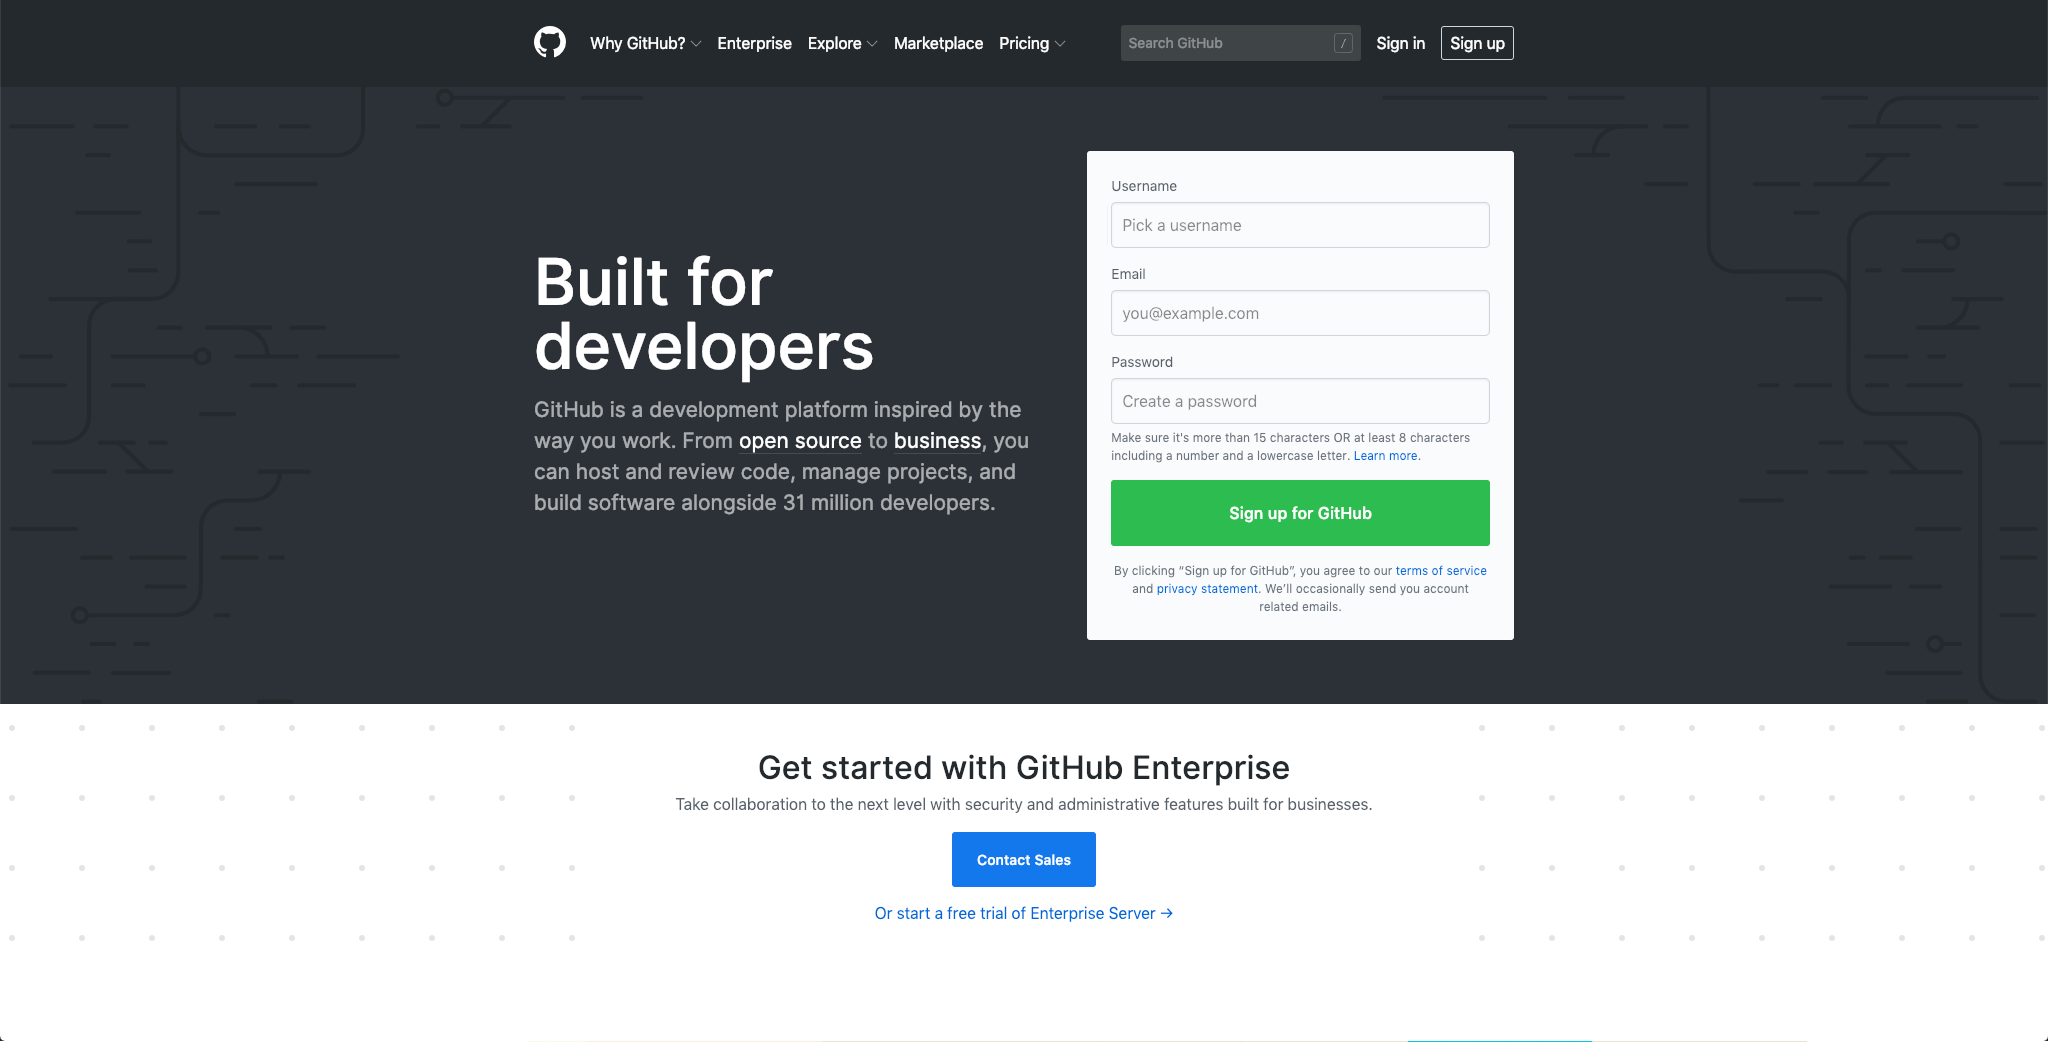 Why GitHub? Enterprise Explore Marketplace Pricing Search GitHub / Sign in Sign up
Built for
developers
GitHub is a development platform inspired by the
way you work. From open source to business, you
can host and review code, manage projects, and
build software alongside 31 million developers.
Username
Pick a username
Email
you@example.com
Password
Create a password
Make sure it's more than 15 characters OR at least 8 characters
including a number and a lowercase letter. Learn more.
Sign up for GitHub
By clicking “Sign up for GitHub”, you agree to our terms of service
and privacy statement. We’ll occasionally send you account
related emails.
Get started with GitHub Enterprise
Take collaboration to the next level with security and administrative features built for businesses.
Contact Sales
Or start a free trial of Enterprise Server →